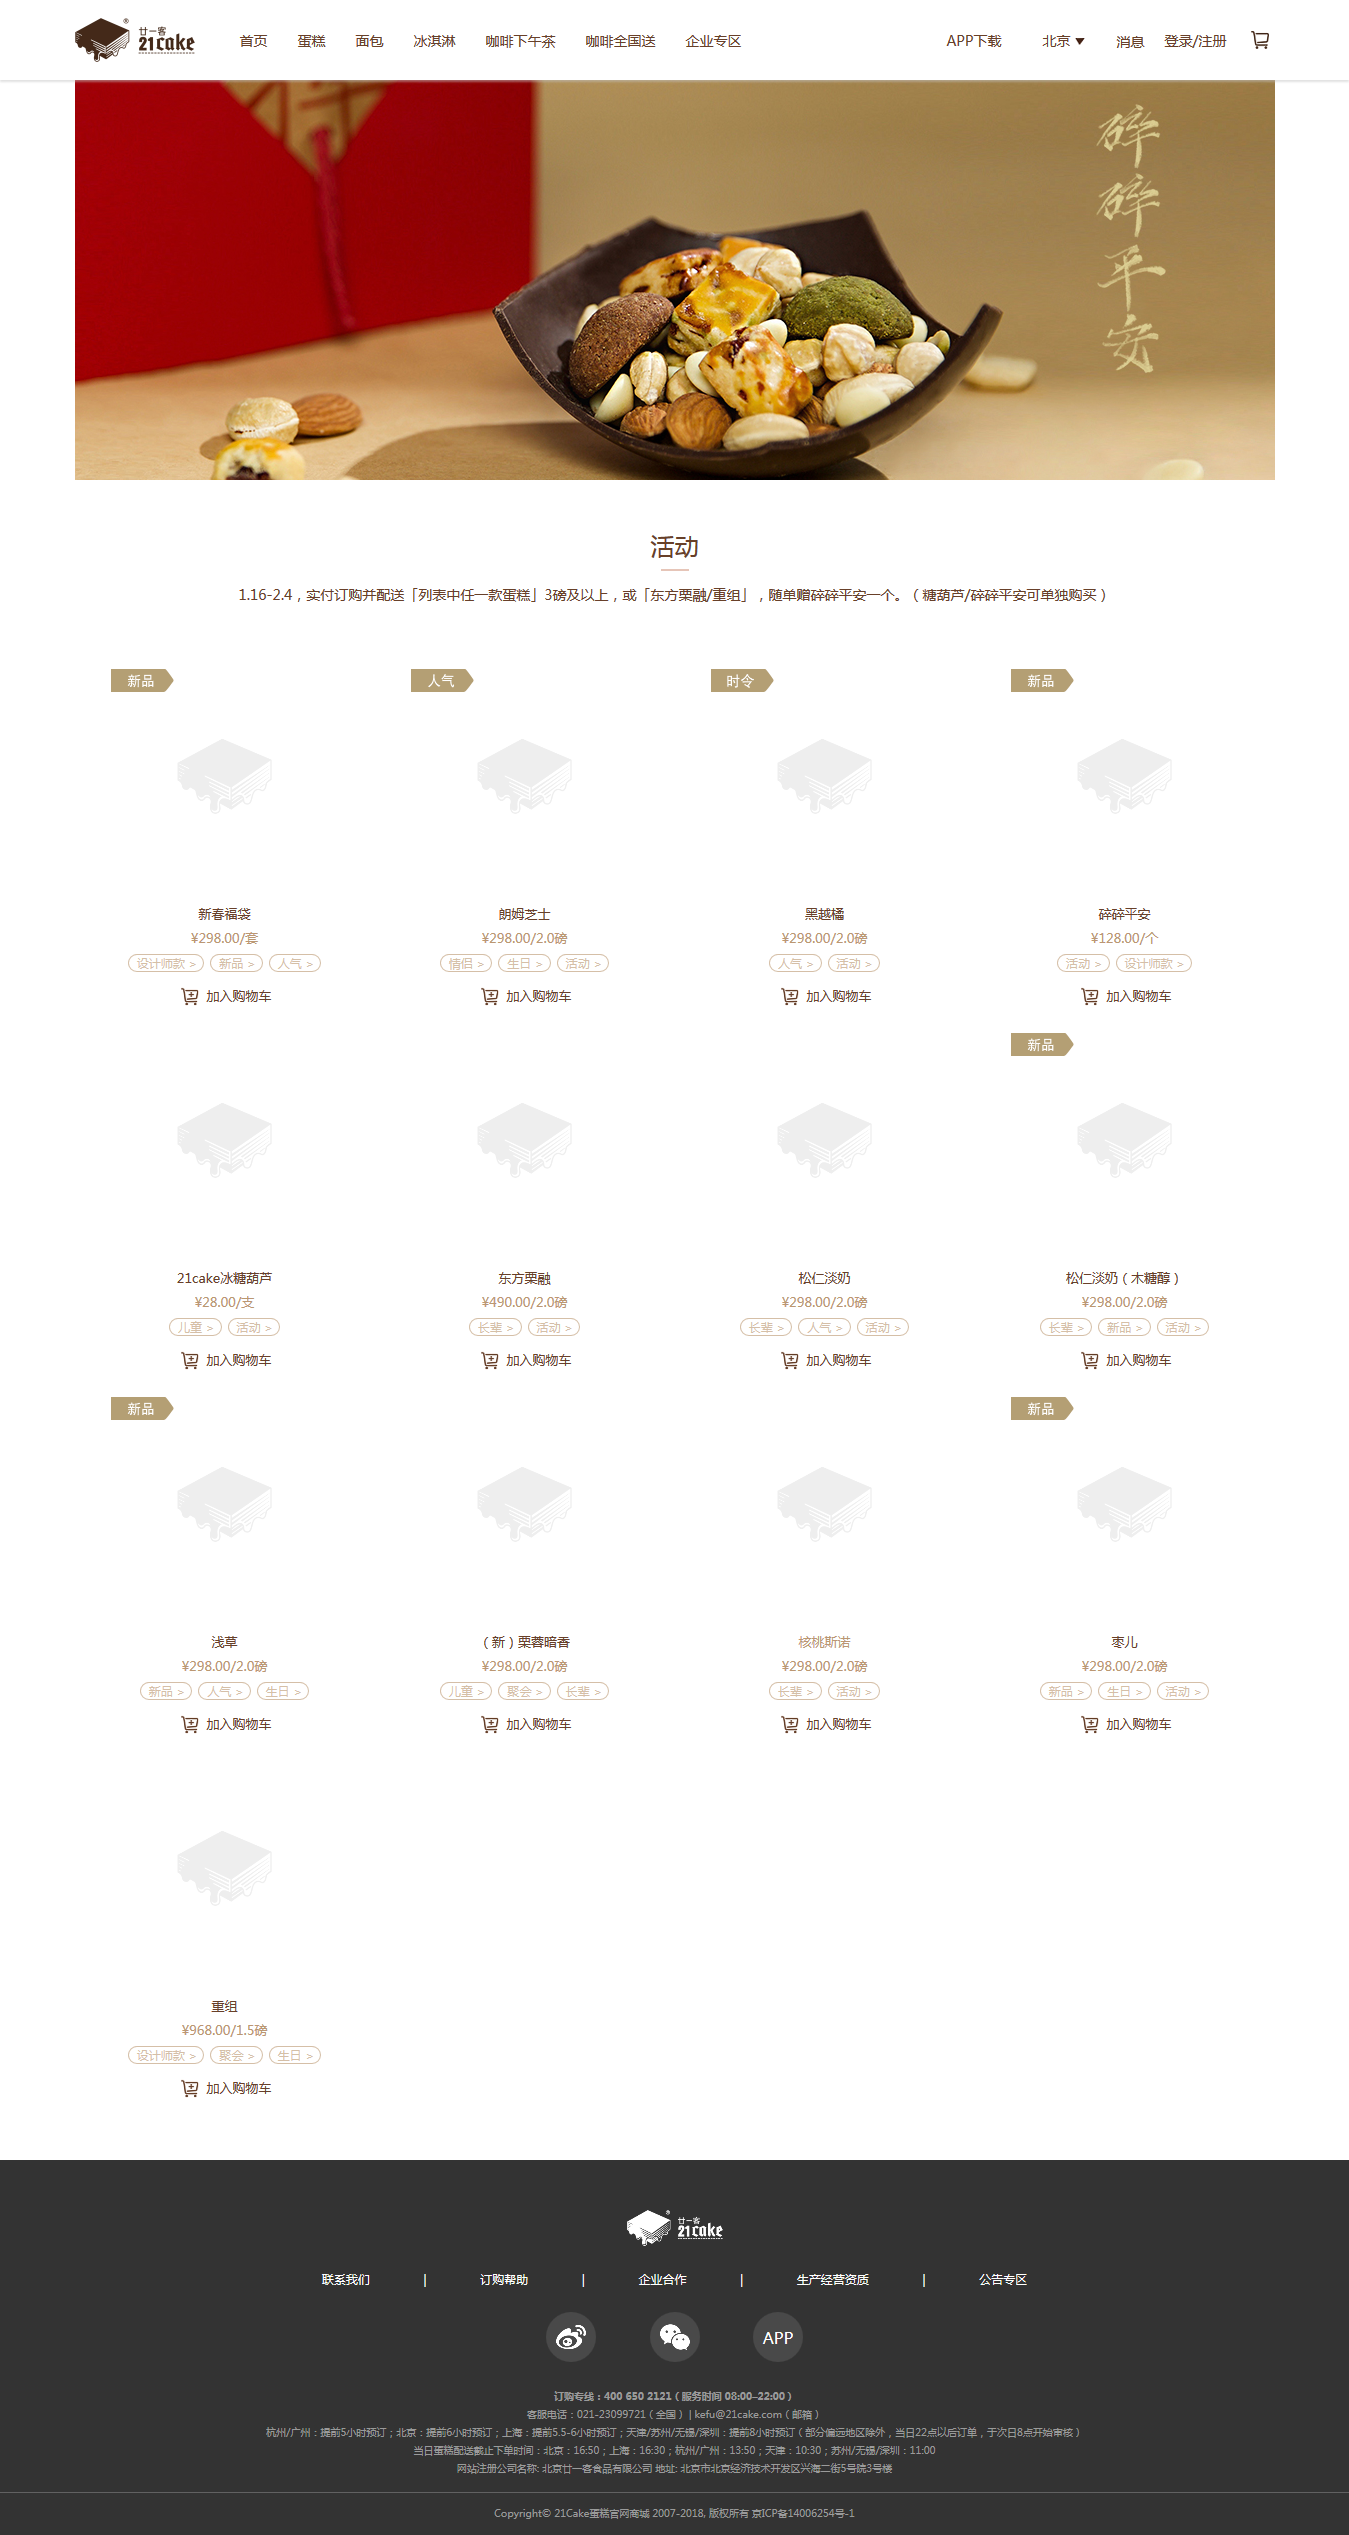 廿一客
21cake
首页 蛋糕 面包 冰淇淋 咖啡下午茶 咖啡全国送 企业专区 APP下载 北京 消息 登录/注册
碎碎平安
活动
1.16-2.4，实付订购并配送「列表中任一款蛋糕」3磅及以上，或「东方栗融/重组」，随单赠碎碎平安一个。（糖葫芦/碎碎平安可单独购买）
新品 人气 时令 新品
新春福袋 朗姆芝士 黑越橘 碎碎平安
¥298.00/套 ¥298.00/2.0磅 ¥298.00/2.0磅 ¥128.00/个
设计师款 > 新品 > 人气 > 情侣 > 生日 > 活动 > 人气 > 活动 > 活动 > 设计师款 >
加入购物车 加入购物车 加入购物车 加入购物车
新品
21cake冰糖葫芦 东方栗融 松仁淡奶 松仁淡奶（木糖醇）
¥28.00/支 ¥490.00/2.0磅 ¥298.00/2.0磅 ¥298.00/2.0磅
儿童 > 活动 > 长辈 > 活动 > 长辈 > 人气 > 活动 > 长辈 > 新品 > 活动 >
加入购物车 加入购物车 加入购物车 加入购物车
新品 新品
浅草 （新）栗蓉暗香 核桃斯诺 枣儿
¥298.00/2.0磅 ¥298.00/2.0磅 ¥298.00/2.0磅 ¥298.00/2.0磅
新品 > 人气 > 生日 > 儿童 > 聚会 > 长辈 > 长辈 > 活动 > 新品 > 生日 > 活动 >
加入购物车 加入购物车 加入购物车 加入购物车
重组
¥968.00/1.5磅
设计师款 > 聚会 > 生日 >
加入购物车
廿一客
21cake
联系我们 | 订购帮助 | 企业合作 | 生产经营资质 | 公告专区
APP
订购专线：400 650 2121（服务时间 08:00–22:00）
客服电话：021-23099721（全国） | kefu@21cake.com（邮箱）
杭州/广州：提前5小时预订；北京：提前6小时预订；上海：提前5.5-6小时预订；天津/苏州/无锡/深圳：提前8小时预订（部分偏远地区除外，当日22点以后订单，于次日8点开始审核）
当日蛋糕配送截止下单时间：北京：16:50；上海：16:30；杭州/广州：13:50；天津：10:30；苏州/无锡/深圳：11:00
网站注册公司名称: 北京廿一客食品有限公司 地址: 北京市北京经济技术开发区兴海二街5号院3号楼
Copyright© 21Cake蛋糕官网商城 2007-2018, 版权所有 京ICP备14006254号-1